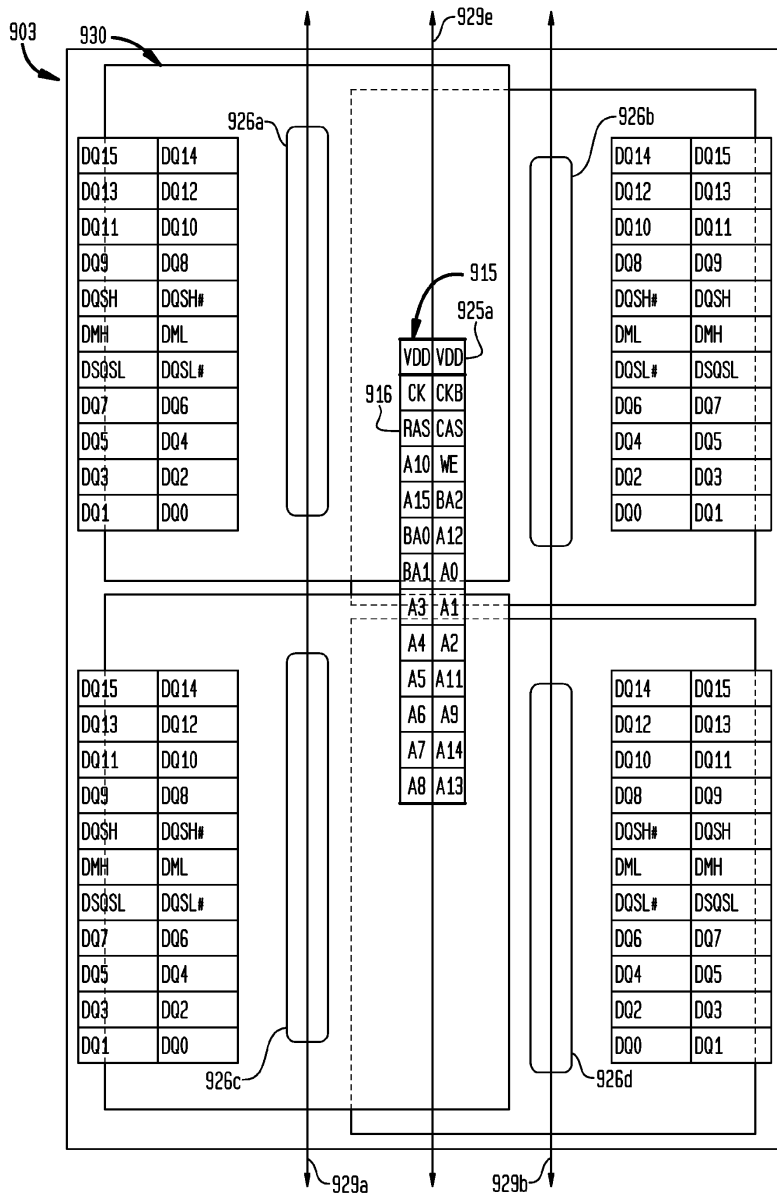 929e
903
930
926a
926b
DQ15 DQ14
DQ13 DQ12
DQ11 DQ10
DQ9 DQ8
DQSH DQSH#
DMH DML
DSQSL DQSL#
DQ7 DQ6
DQ5 DQ4
DQ3 DQ2
DQ1 DQ0
DQ14 DQ15
DQ12 DQ13
DQ10 DQ11
DQ8 DQ9
DQSH# DQSH
DML DMH
DQSL# DSQSL
DQ6 DQ7
DQ4 DQ5
DQ2 DQ3
DQ0 DQ1
915
925a
916
VDD VDD
CK CKB
RAS CAS
A10 WE
A15 BA2
BA0 A12
BA1 A0
A3 A1
A4 A2
A5 A11
A6 A9
A7 A14
A8 A13
DQ15 DQ14
DQ13 DQ12
DQ11 DQ10
DQ9 DQ8
DQSH DQSH#
DMH DML
DSQSL DQSL#
DQ7 DQ6
DQ5 DQ4
DQ3 DQ2
DQ1 DQ0
DQ14 DQ15
DQ12 DQ13
DQ10 DQ11
DQ8 DQ9
DQSH# DQSH
DML DMH
DQSL# DSQSL
DQ6 DQ7
DQ4 DQ5
DQ2 DQ3
DQ0 DQ1
926c
926d
929a
929b